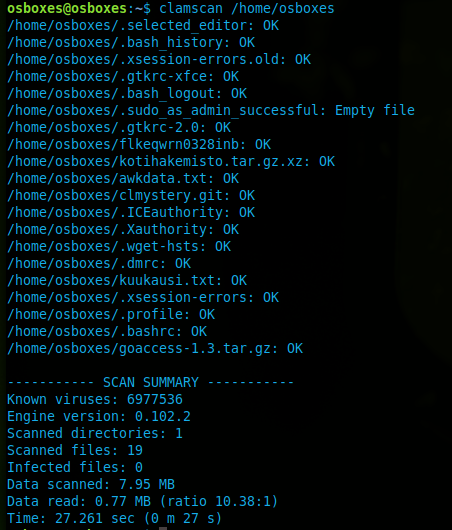 osboxes@osboxes:~$ clamscan /home/osboxes
/home/osboxes/.selected_editor: OK
/home/osboxes/.bash_history: OK
/home/osboxes/.xsession-errors.old: OK
/home/osboxes/.gtkrc-xfce: OK
/home/osboxes/.bash_logout: OK
/home/osboxes/.sudo_as_admin_successful: Empty file
/home/osboxes/.gtkrc-2.0: OK
/home/osboxes/flkeqwrn0328inb: OK
/home/osboxes/kotihakemisto.tar.gz.xz: OK
/home/osboxes/awkdata.txt: OK
/home/osboxes/clmystery.git: OK
/home/osboxes/.ICEauthority: OK
/home/osboxes/.Xauthority: OK
/home/osboxes/.wget-hsts: OK
/home/osboxes/.dmrc: OK
/home/osboxes/kuukausi.txt: OK
/home/osboxes/.xsession-errors: OK
/home/osboxes/.profile: OK
/home/osboxes/.bashrc: OK
/home/osboxes/goaccess-1.3.tar.gz: OK
----------- SCAN SUMMARY -----------
Known viruses: 6977536
Engine version: 0.102.2
Scanned directories: 1
Scanned files: 19
Infected files: 0
Data scanned: 7.95 MB
Data read: 0.77 MB (ratio 10.38:1)
Time: 27.261 sec (0 m 27 s)